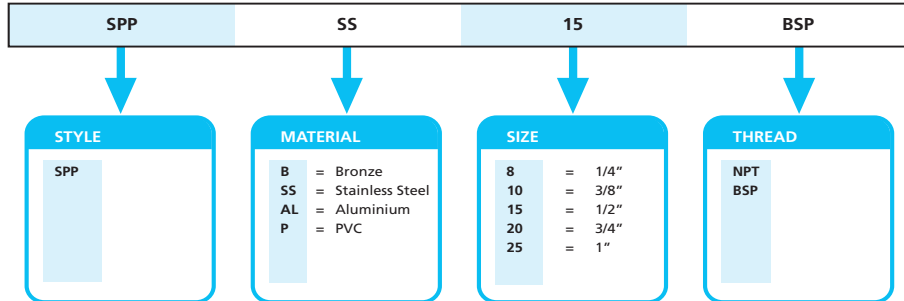 SPP SS 15 BSP
STYLE
SPP
MATERIAL
B = Bronze
SS = Stainless Steel
AL = Aluminium
P = PVC
SIZE
8 = 1/4"
10 = 3/8"
15 = 1/2"
20 = 3/4"
25 = 1"
THREAD
NPT
BSP